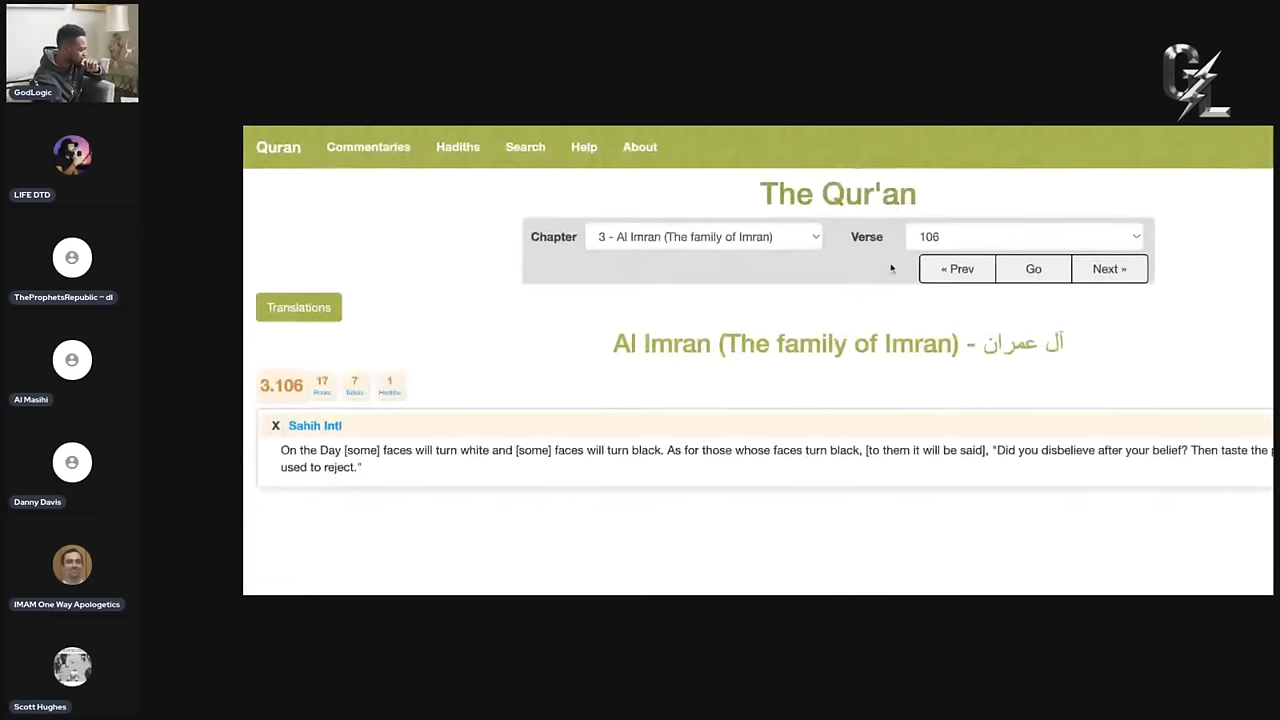 GodLogic
LIFE DTD
TheProphetsRepublic ~ dl
Al Masihi
Danny Davis
IMAM One Way Apologetics
Scott Hughes
GL
Quran Commentaries Hadiths Search Help About
The Qur'an
Chapter 3 - Al Imran (The family of Imran) Verse 106
« Prev Go Next »
Translations
Al Imran (The family of Imran) - آل عمران
3.106 17 7 1
X Sahih Intl
On the Day [some] faces will turn white and [some] faces will turn black. As for those whose faces turn black, [to them it will be said], "Did you disbelieve after your belief? Then taste the
used to reject."